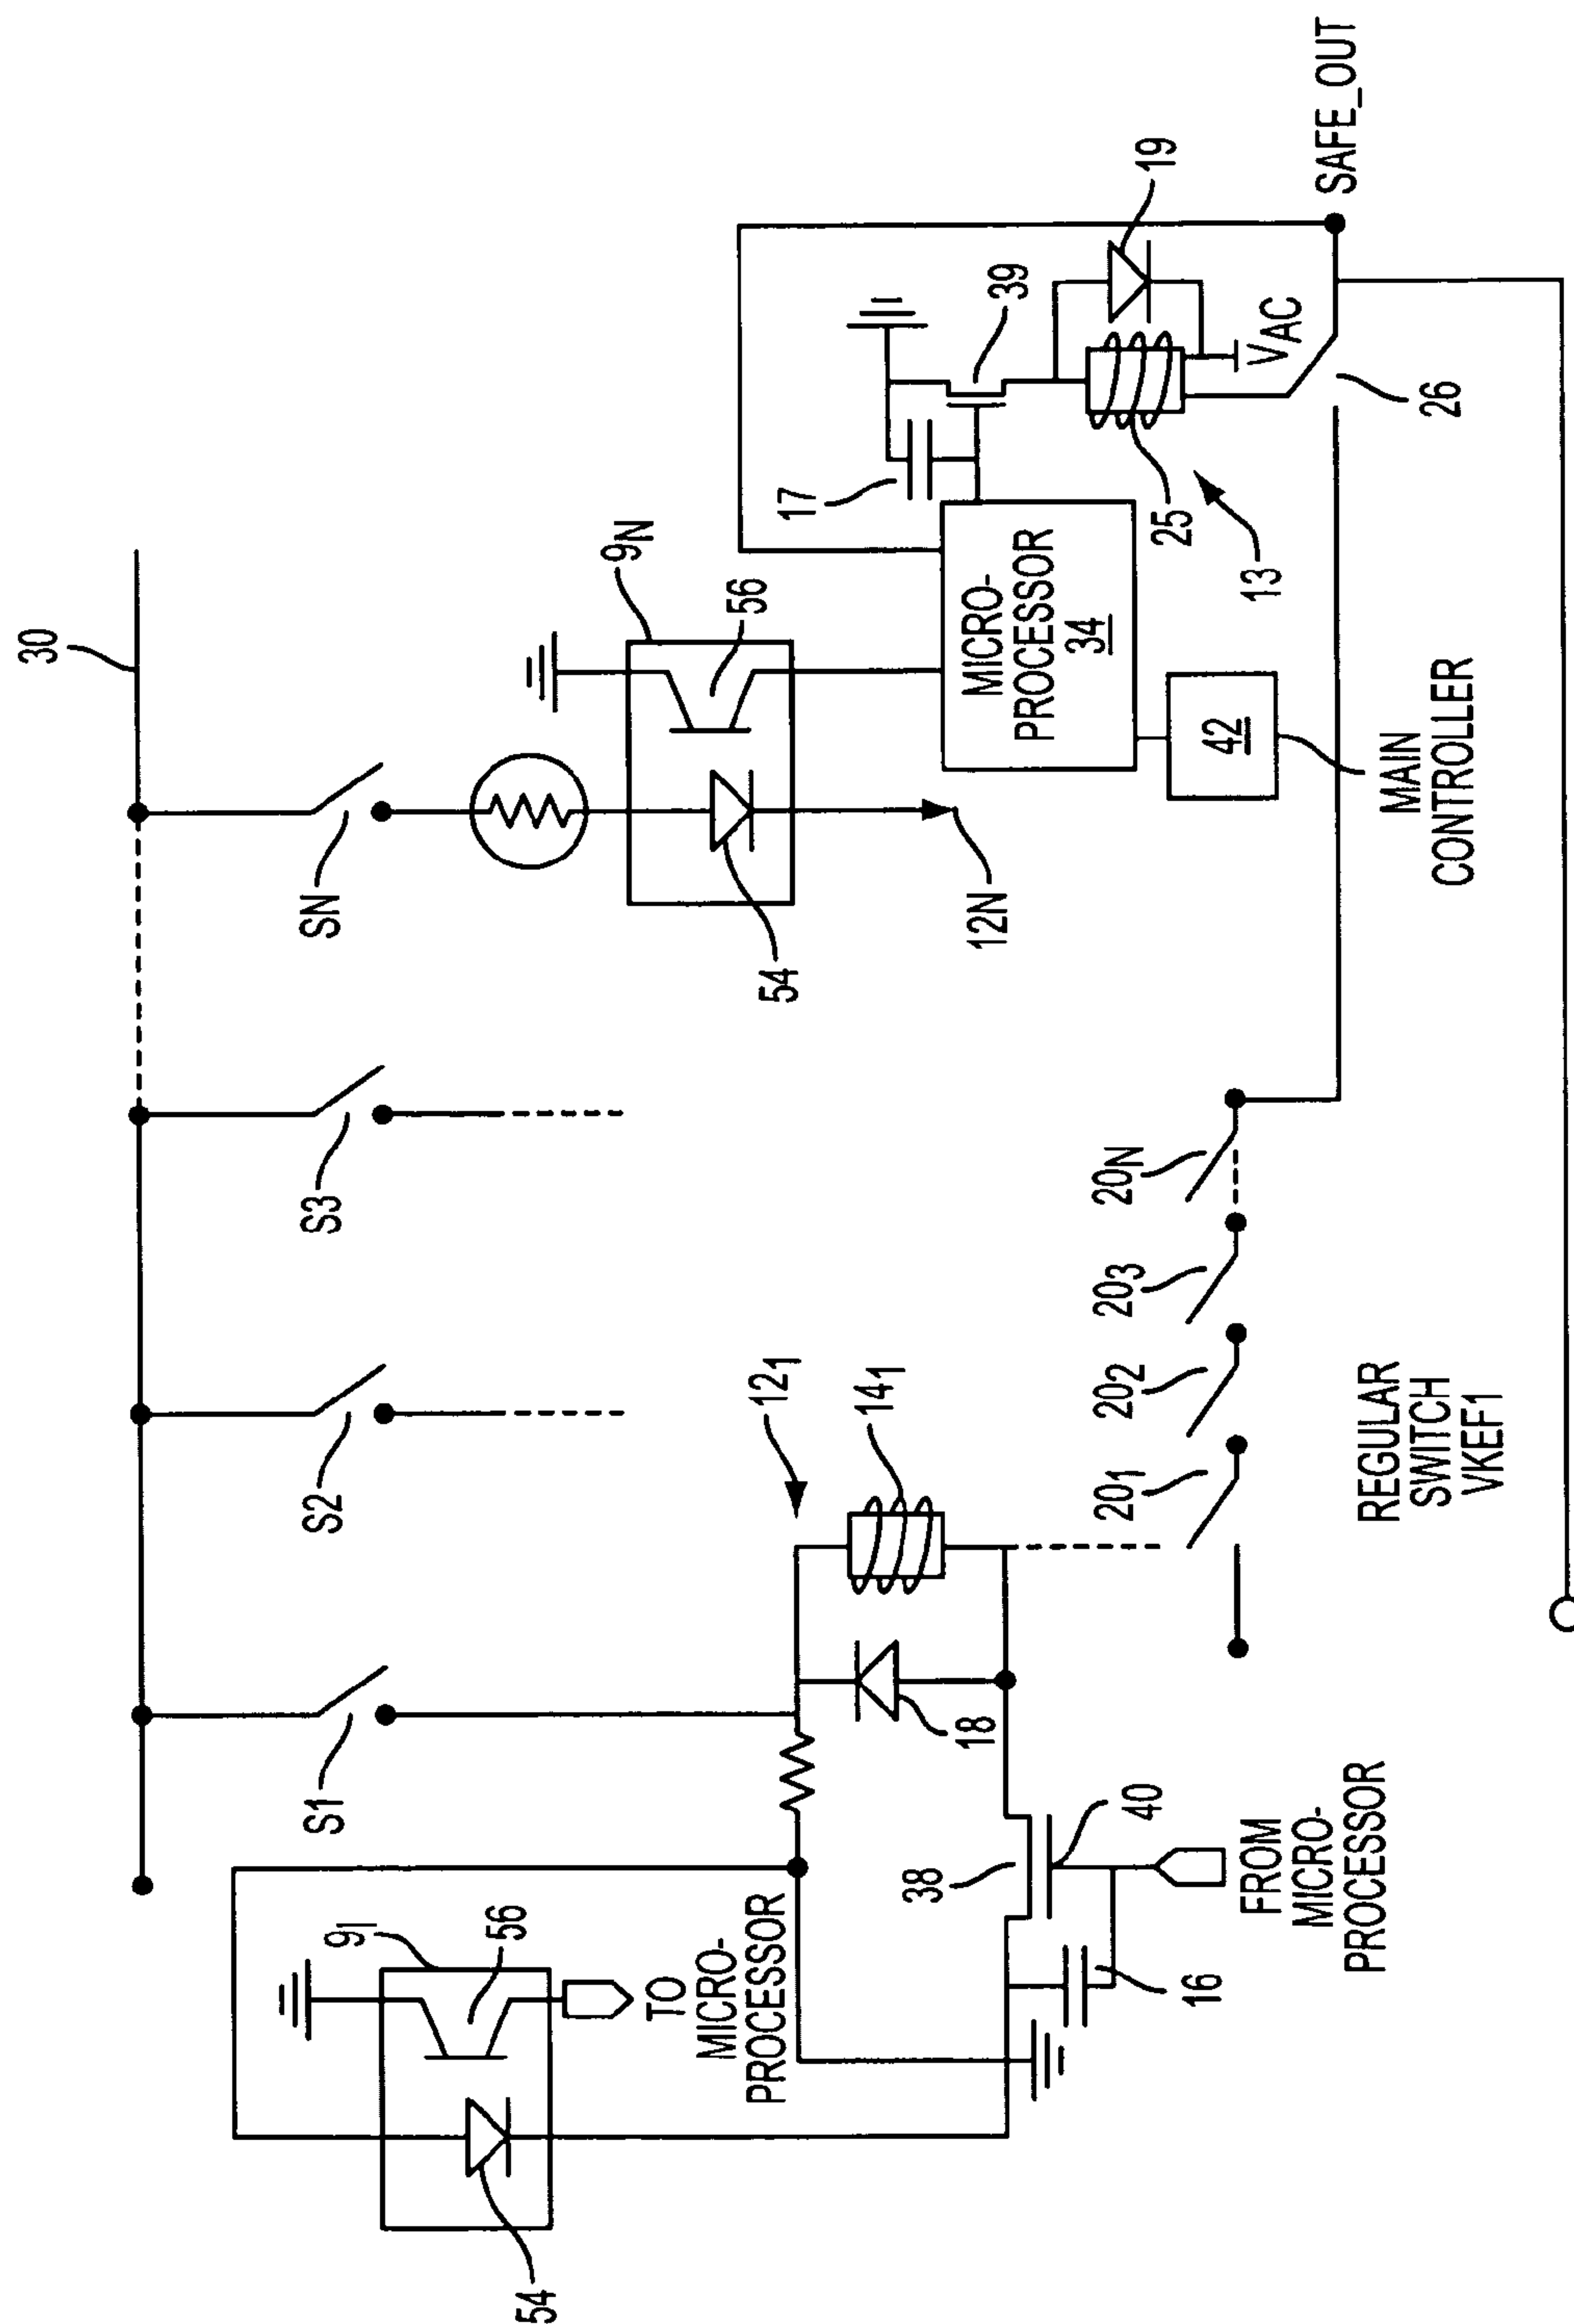 30
SN
S3
S2
S1
9N
56
54
12N
MICRO-
PROCESSOR
34
42
MAIN
CONTROLLER
17
39
19
25
13
VAC
26
SAFE_OUT
91
56
54
TO
MICRO-
PROCESSOR
121
141
18
38
40
16
FROM
MICRO-
PROCESSOR
201
202
203
20N
REGULAR
SWITCH
VKEF1